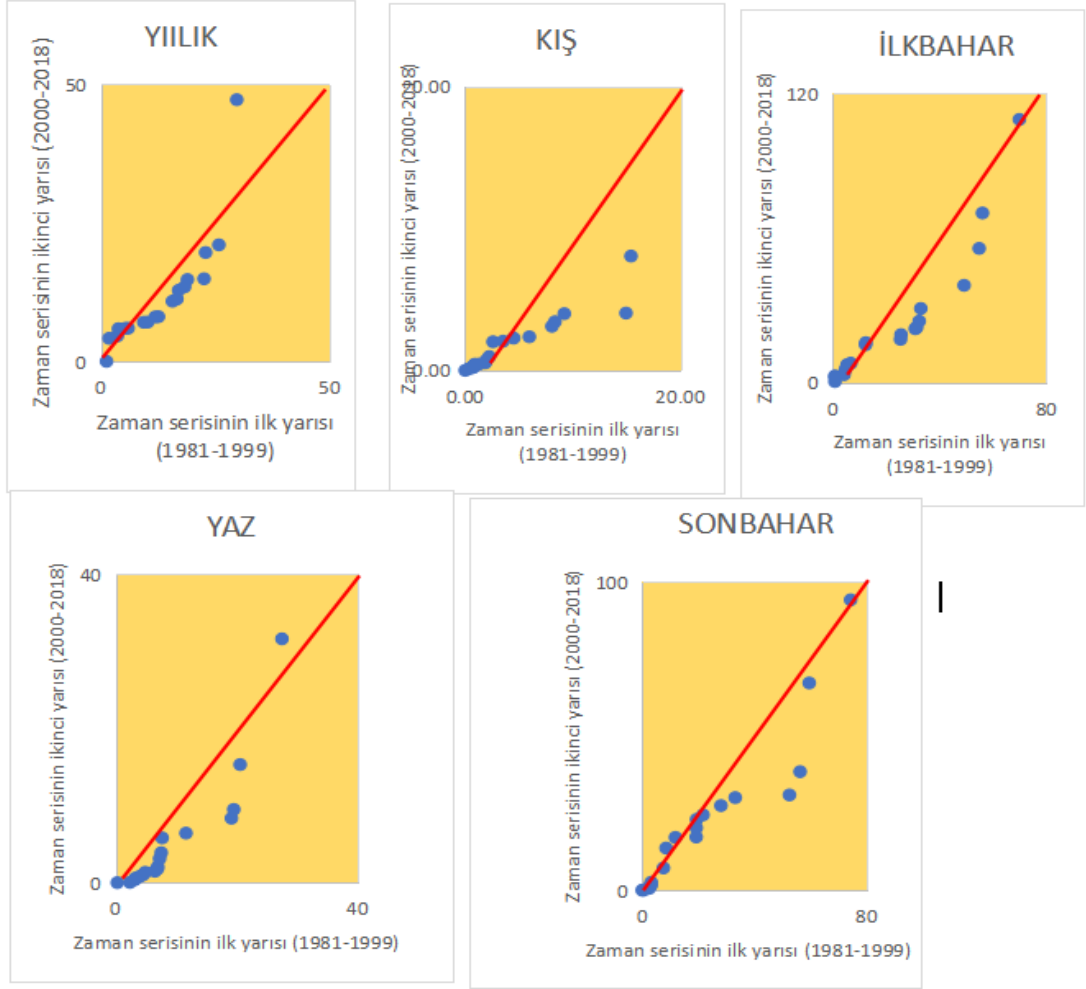 YIILIK
Zaman serisinin ikinci yarısı (2000-2018)
50
0
0
50
Zaman serisinin ilk yarısı
(1981-1999)
KIŞ
Zaman serisinin ikinci yarısı (2000-2018)
20.00
0.00
0.00
20.00
Zaman serisinin ilk yarısı
(1981-1999)
İLKBAHAR
Zaman serisinin ikinci yarısı (2000-2018)
120
0
0
80
Zaman serisinin ilk yarısı
(1981-1999)
YAZ
Zaman serisinin ikinci yarısı (2000-2018)
40
0
0
40
Zaman serisinin ilk yarısı (1981-1999)
SONBAHAR
Zaman serisinin ikinci yarısı (2000-2018)
100
0
0
80
Zaman serisinin ilk yarısı (1981-1999)